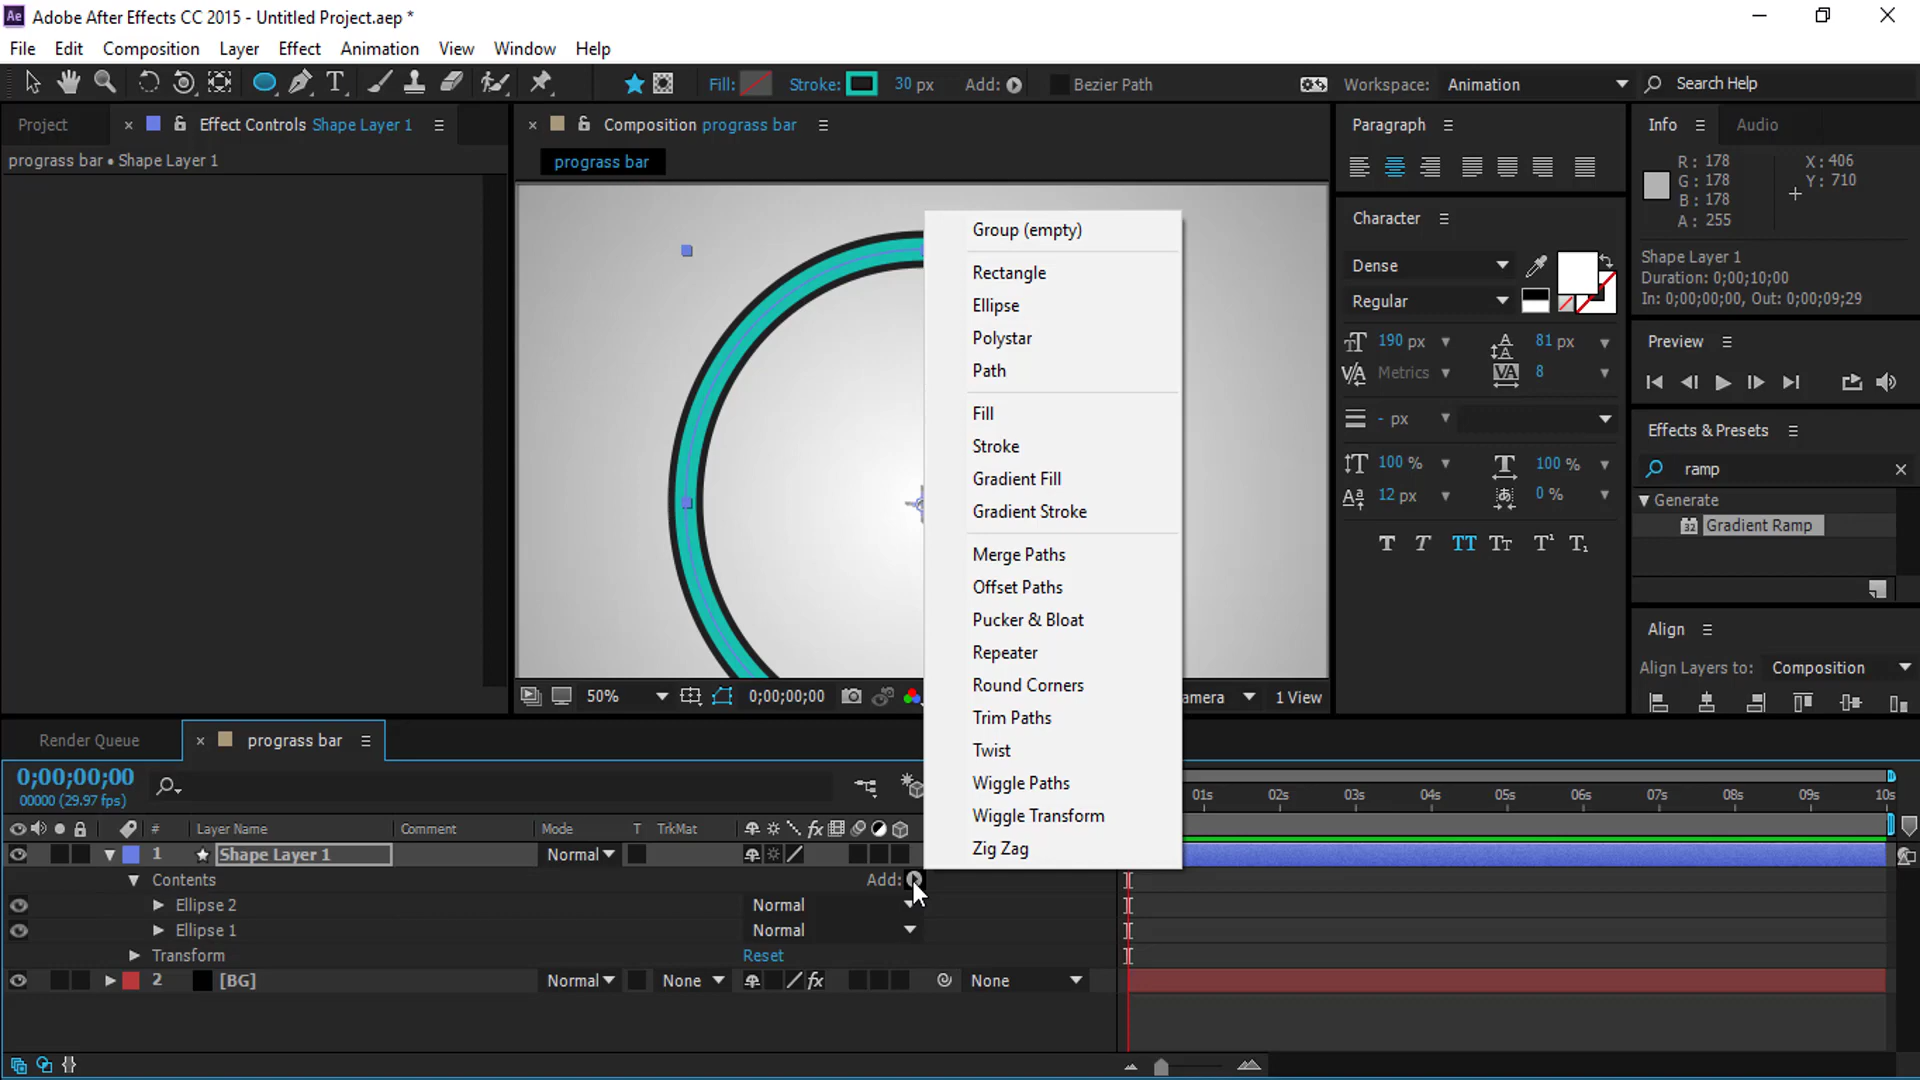 Adobe After Effects CC 2015 - Untitled Project.aep *
File Edit Composition Layer Effect Animation View Window Help
Fill: Stroke: 30 px Add: Bezier Path Workspace: Animation Search Help
Project × Effect Controls Shape Layer 1
prograss bar • Shape Layer 1
× Composition prograss bar
prograss bar
Paragraph
Info Audio
R: 178
G: 178
B: 178
A: 255
X: 406
Y: 710
Shape Layer 1
Duration: 0;00;10;00
In: 0;00;00;00, Out: 0;00;09;29
Character
Dense
Regular
190 px 81 px
Metrics 8
- px
100 % 100 %
12 px 0 %
Preview
Effects & Presets
ramp
Generate
32 Gradient Ramp
Align
Align Layers to: Composition
Group (empty)
Rectangle
Ellipse
Polystar
Path
Fill
Stroke
Gradient Fill
Gradient Stroke
Merge Paths
Offset Paths
Pucker & Bloat
Repeater
Round Corners
Trim Paths
Twist
Wiggle Paths
Wiggle Transform
Zig Zag
50% 0;00;00;00 amera 1 View
Render Queue × prograss bar
0;00;00;00
00000 (29.97 fps)
01s 02s 03s 04s 05s 06s 07s 08s 09s 10s
# Layer Name Comment Mode T TrkMat
1 Shape Layer 1 Normal
Contents Add:
Ellipse 2 Normal
Ellipse 1 Normal
Transform Reset
2 [BG] Normal None None